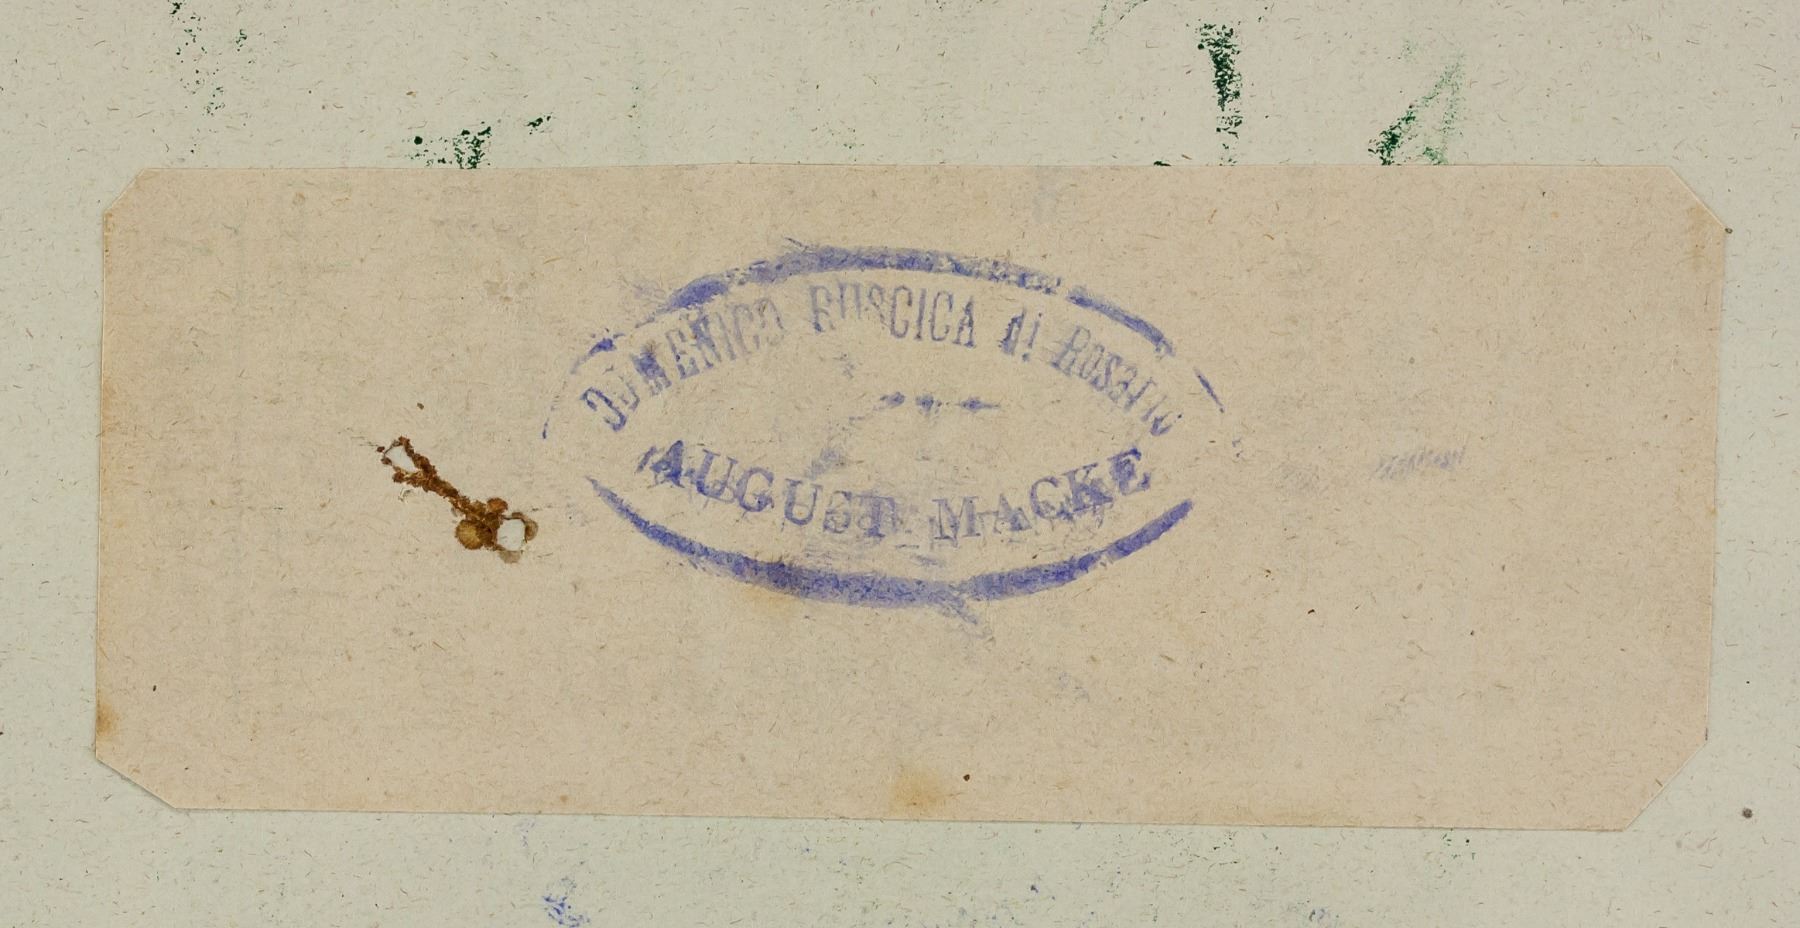 DOMENICO RUSCICA di Rosario
AUGUST MACKE